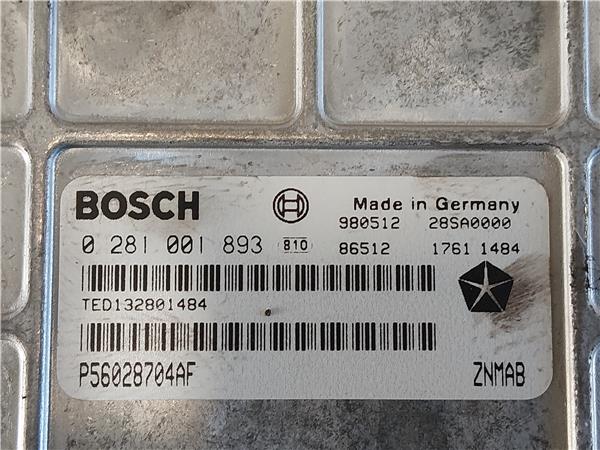 BOSCH Made in Germany
980512 28SA0000
0 281 001 893 810 86512 1761 1484
TED132801484
P56028704AF ZNMAB